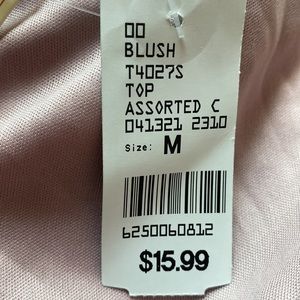 00
BLUSH
T4027S
TOP
ASSORTED C
041321 2310
Size: M
6250060812
$15.99